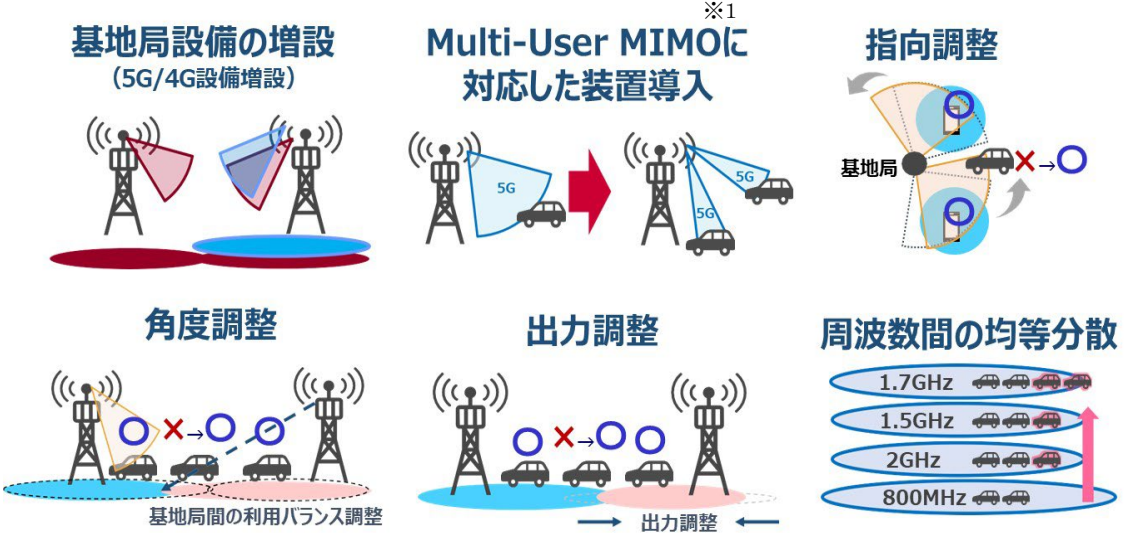 ※1
基地局設備の増設
(5G/4G設備増設)
Multi-User MIMOに
対応した装置導入
5G
5G
5G
指向調整
基地局
×→○
角度調整
○ ×→○ ○
基地局間の利用バランス調整
出力調整
○ ×→○ ○
出力調整
周波数間の均等分散
1.7GHz
1.5GHz
2GHz
800MHz